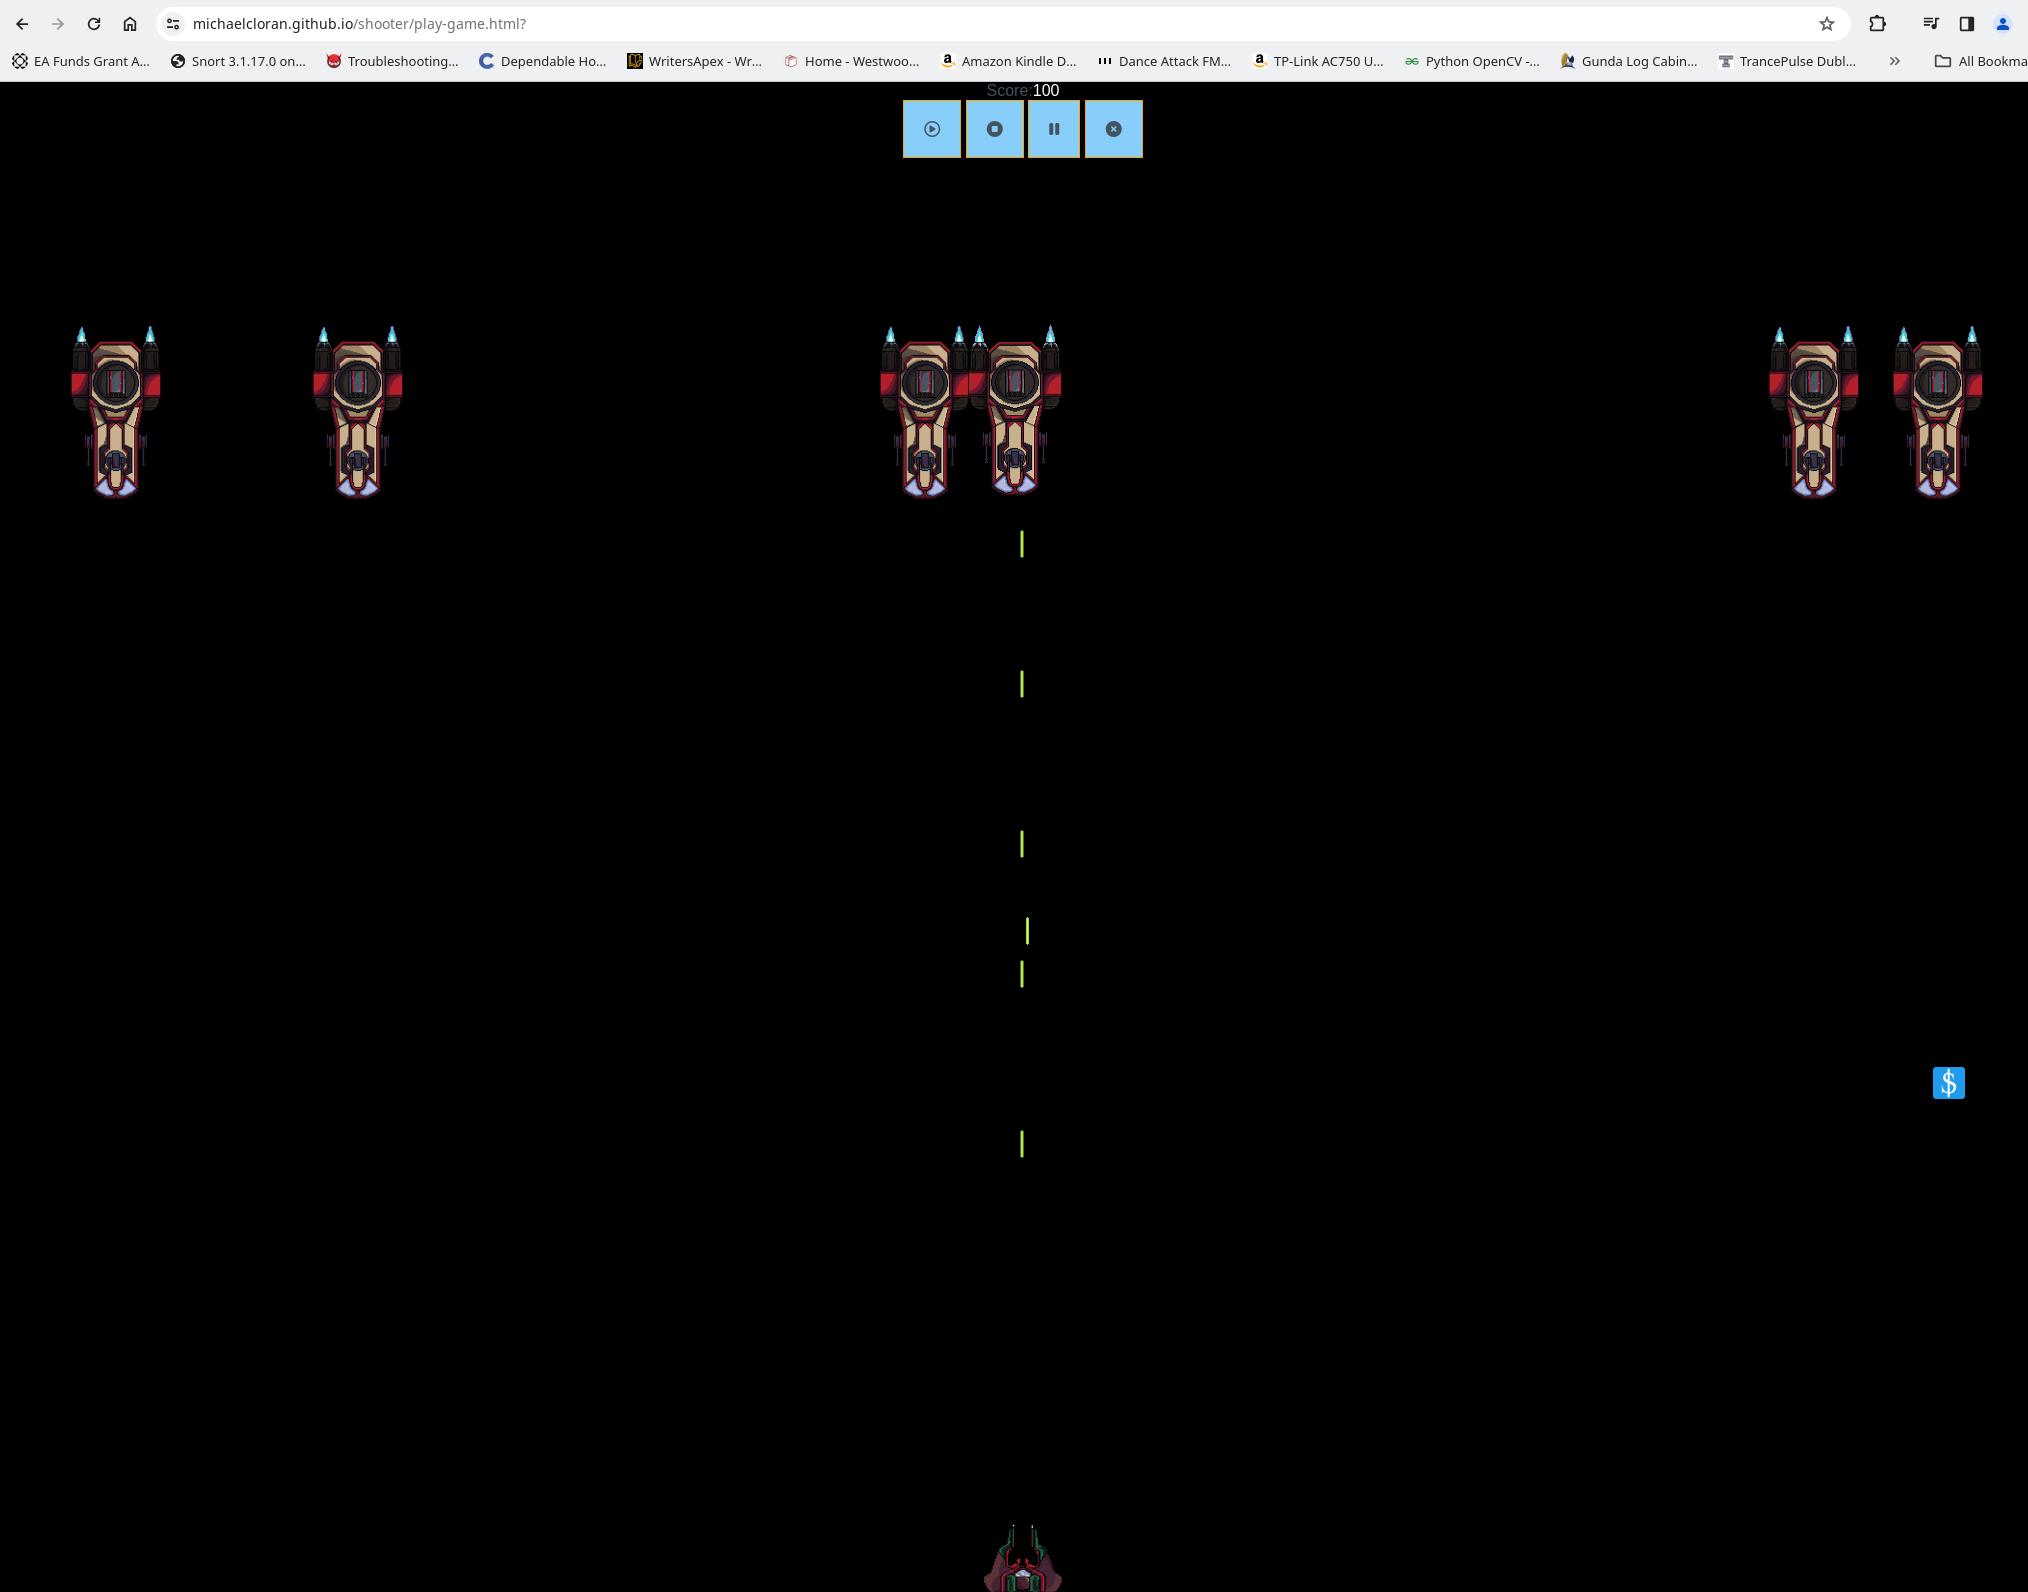 michaelcloran.github.io/shooter/play-game.html?
EA Funds Grant A... Snort 3.1.17.0 on... Troubleshooting... Dependable Ho... WritersApex - Wr... Home - Westwoo... Amazon Kindle D... Dance Attack FM... TP-Link AC750 U... Python OpenCV -... Gunda Log Cabin... TrancePulse Dubl... » All Bookma
Score:100
$